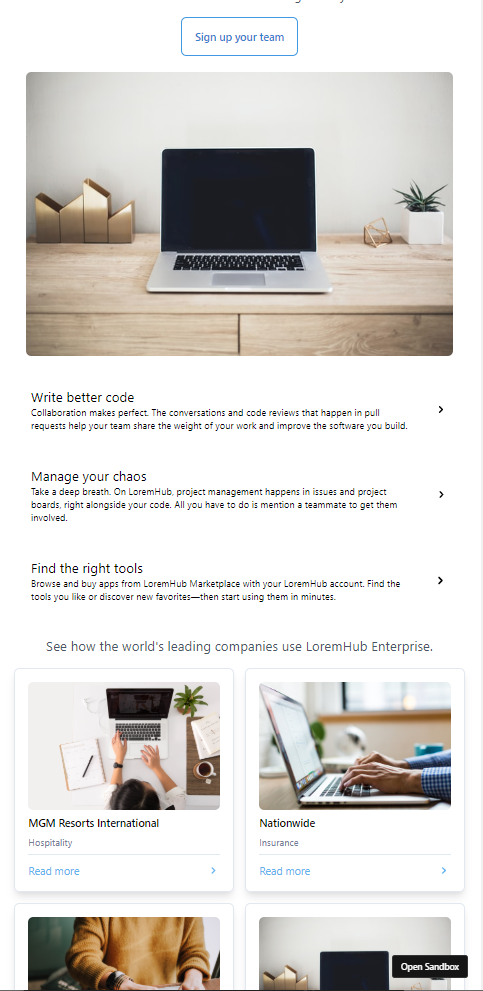 Sign up your team
Write better code
Collaboration makes perfect. The conversations and code reviews that happen in pull
requests help your team share the weight of your work and improve the software you build.
Manage your chaos
Take a deep breath. On LoremHub, project management happens in issues and project
boards, right alongside your code. All you have to do is mention a teammate to get them
involved.
Find the right tools
Browse and buy apps from LoremHub Marketplace with your LoremHub account. Find the
tools you like or discover new favorites—then start using them in minutes.
See how the world's leading companies use LoremHub Enterprise.
MGM Resorts International
Hospitality
Read more
Nationwide
Insurance
Read more
Open Sandbox